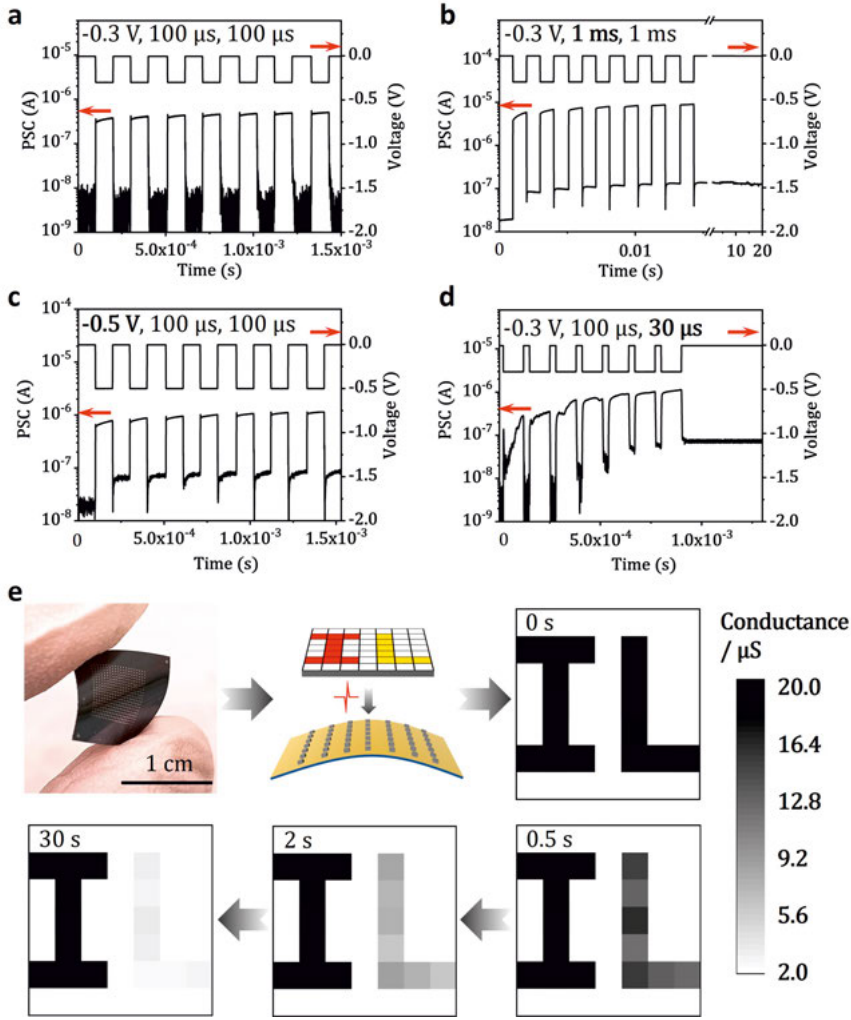 a
-0.3 V, 100 μs, 100 μs
10⁻⁵
10⁻⁶
10⁻⁷
10⁻⁸
10⁻⁹
PSC (A)
0.0
-0.5
-1.0
-1.5
-2.0
Voltage (V)
0
5.0x10⁻⁴
1.0x10⁻³
1.5x10⁻³
Time (s)
b
-0.3 V, 1 ms, 1 ms
10⁻⁴
10⁻⁵
10⁻⁶
10⁻⁷
10⁻⁸
PSC (A)
0.0
-0.5
-1.0
-1.5
-2.0
Voltage (V)
0
0.01
10
20
Time (s)
c
-0.5 V, 100 μs, 100 μs
10⁻⁴
10⁻⁵
10⁻⁶
10⁻⁷
10⁻⁸
PSC (A)
0.0
-0.5
-1.0
-1.5
-2.0
Voltage (V)
0
5.0x10⁻⁴
1.0x10⁻³
1.5x10⁻³
Time (s)
d
-0.3 V, 100 μs, 30 μs
10⁻⁵
10⁻⁶
10⁻⁷
10⁻⁸
10⁻⁹
PSC (A)
0.0
-0.5
-1.0
-1.5
-2.0
Voltage (V)
0
5.0x10⁻⁴
1.0x10⁻³
Time (s)
e
1 cm
0 s
Conductance
/ μS
20.0
16.4
12.8
9.2
5.6
2.0
30 s
2 s
0.5 s